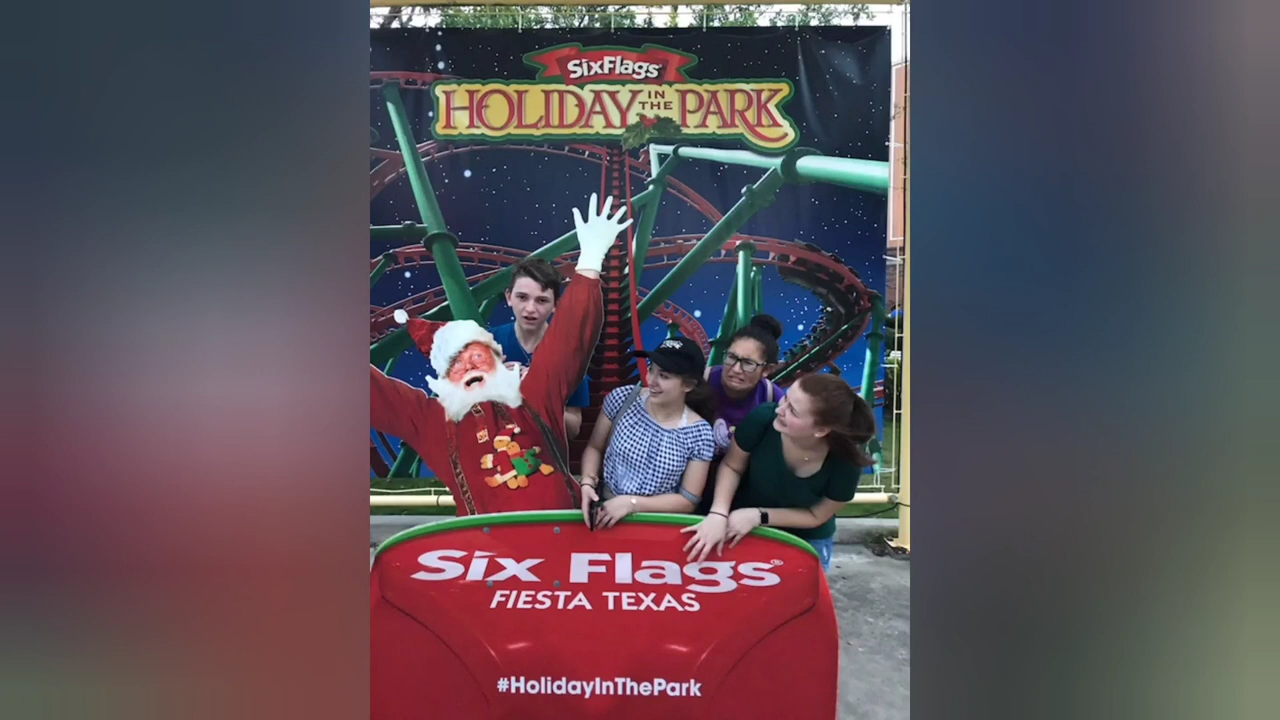 SixFlags
HOLIDAY IN THE PARK
Six Flags®
FIESTA TEXAS
#HolidayInThePark